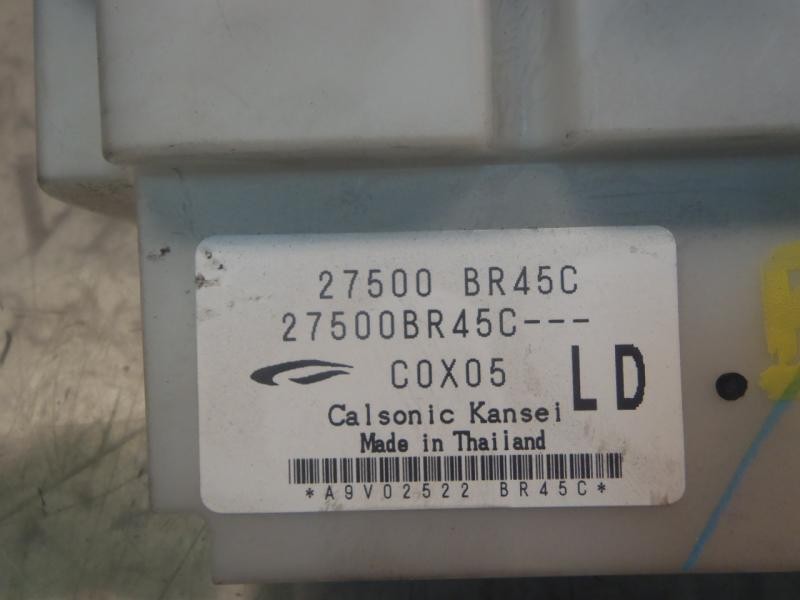 27500 BR45C
27500BR45C---
C0X05
LD
Calsonic Kansei
Made in Thailand
*A9V02522 BR45C*